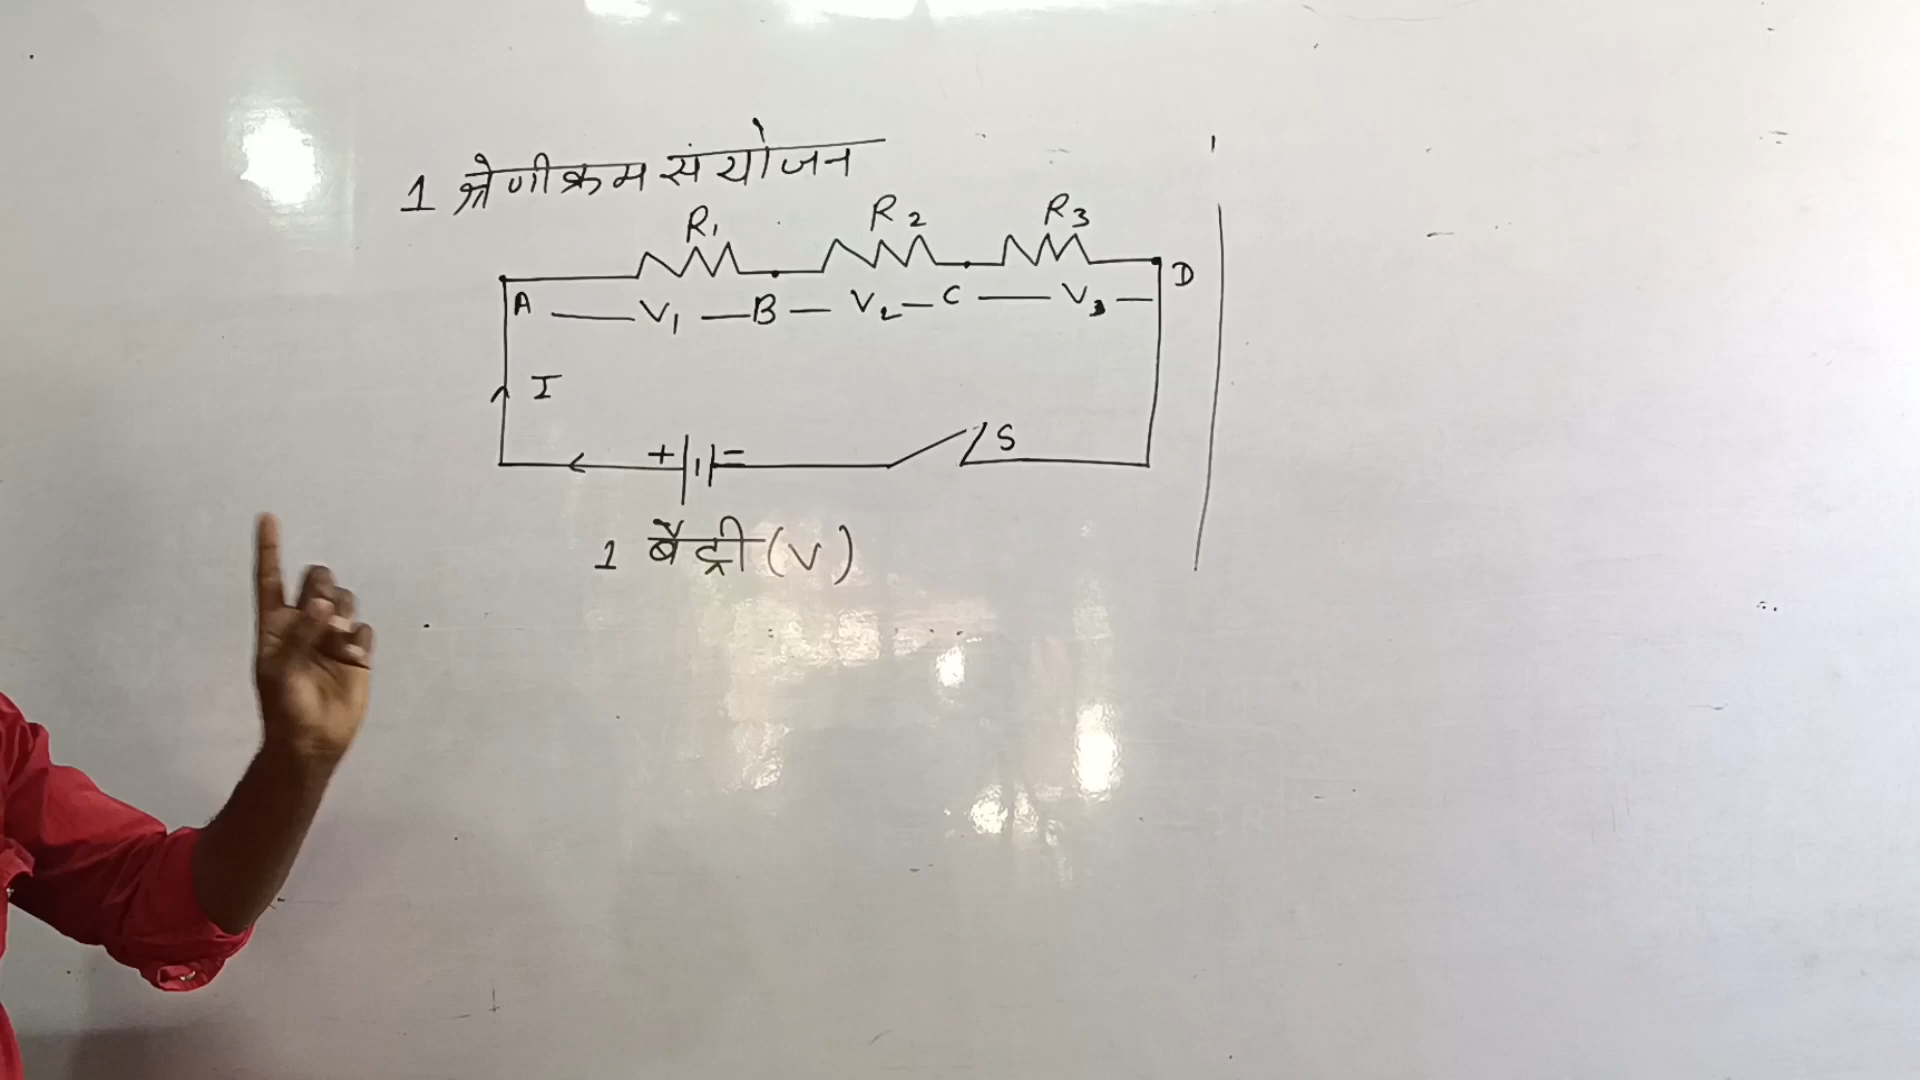 1 श्रेणीक्रम संयोजन
R1 R2 R3
A V1 B V2 C V3 D
I
+ = S
1 बैट्री (V)